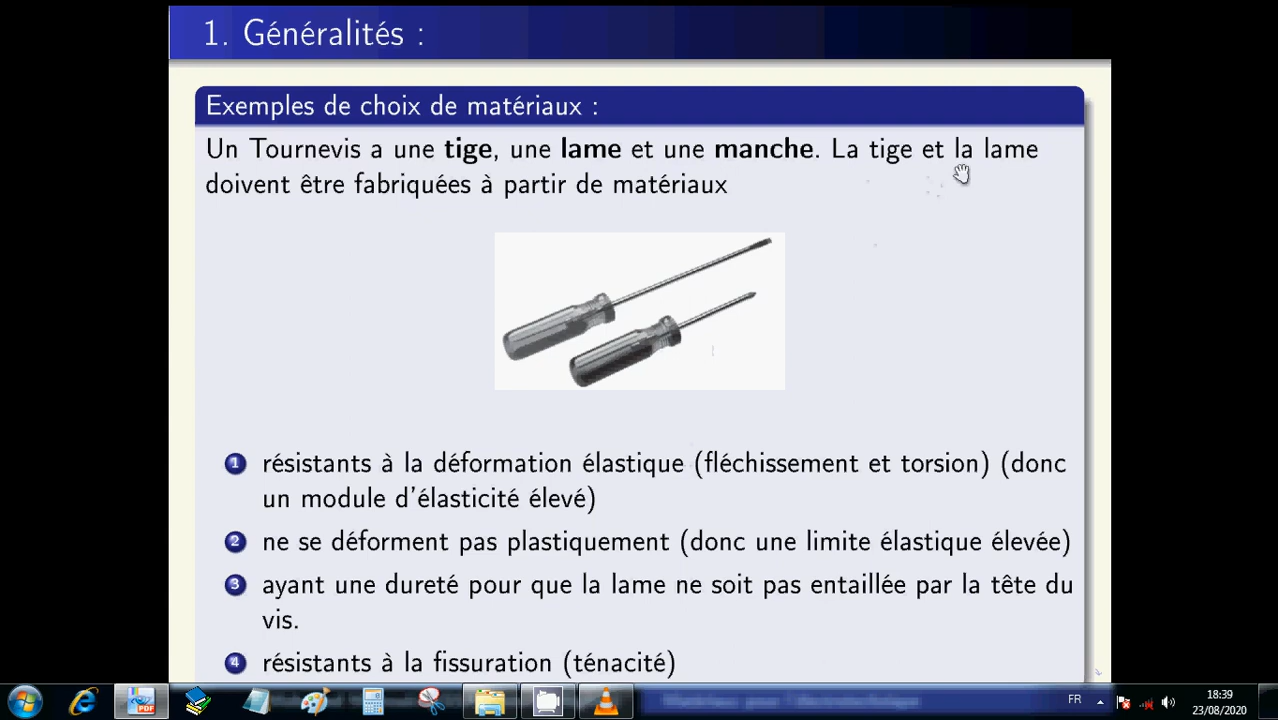 1. Généralités :
Exemples de choix de matériaux :
Un Tournevis a une tige, une lame et une manche. La tige et la lame
doivent être fabriquées à partir de matériaux
1 résistants à la déformation élastique (fléchissement et torsion) (donc
un module d'élasticité élevé)
2 ne se déforment pas plastiquement (donc une limite élastique élevée)
3 ayant une dureté pour que la lame ne soit pas entaillée par la tête du
vis.
4 résistants à la fissuration (ténacité)
PDF
FR
18:39
23/08/2020